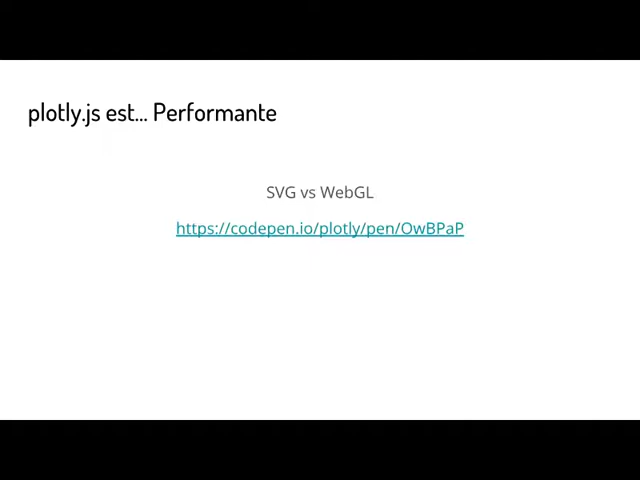 plotly.js est... Performante
SVG vs WebGL
https://codepen.io/plotly/pen/OwBPaP